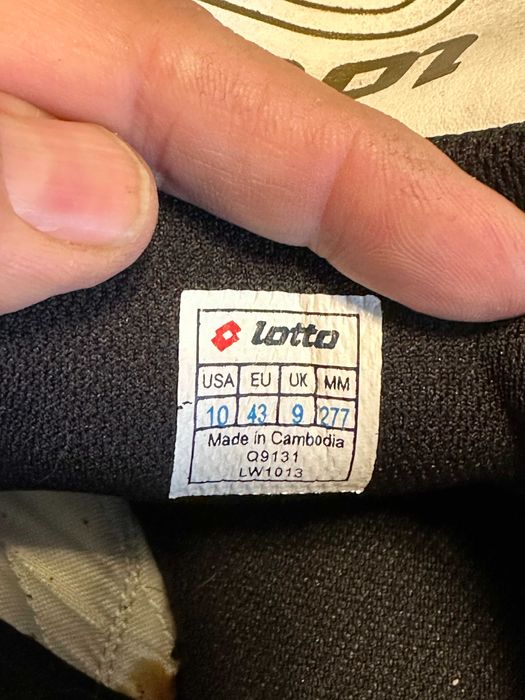 lotto
USA EU UK MM
10 43 9 277
Made in Cambodia
Q9131
LW1013